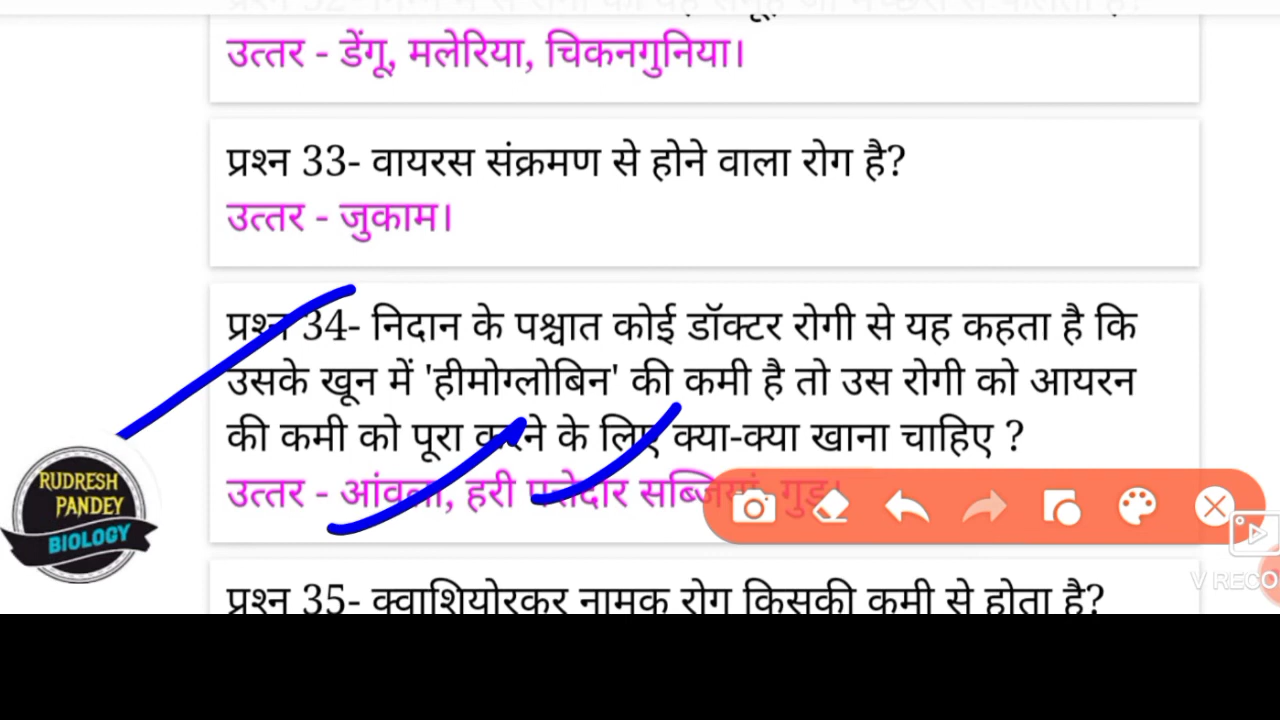 उत्तर - डेंगू, मलेरिया, चिकनगुनिया।
प्रश्न 33- वायरस संक्रमण से होने वाला रोग है?
उत्तर - जुकाम।
प्रश्न 34- निदान के पश्चात कोई डॉक्टर रोगी से यह कहता है कि
उसके खून में 'हीमोग्लोबिन' की कमी है तो उस रोगी को आयरन
की कमी को पूरा करने के लिए क्या-क्या खाना चाहिए ?
उत्तर - आंवला, हरी पत्तेदार सब्जियां, गुड़।
RUDRESH
PANDEY
BIOLOGY
V RECO
प्रश्न 35- क्वाशियोरकर नामक रोग किसकी कमी से होता है?